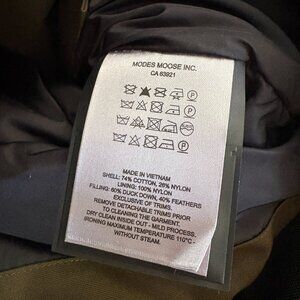 MODES MOOSE INC.
CA 63921
MADE IN VIETNAM
SHELL: 74% COTTON, 26% NYLON
LINING: 100% NYLON
FILLING: 60% DUCK DOWN, 40% FEATHERS
EXCLUSIVE OF TRIMS.
REMOVE DETACHABLE TRIMS PRIOR
TO CLEANING THE GARMENT.
DRY CLEAN INSIDE OUT - MILD PROCESS.
IRONING MAXIMUM TEMPERATURE 110°C -
WITHOUT STEAM.